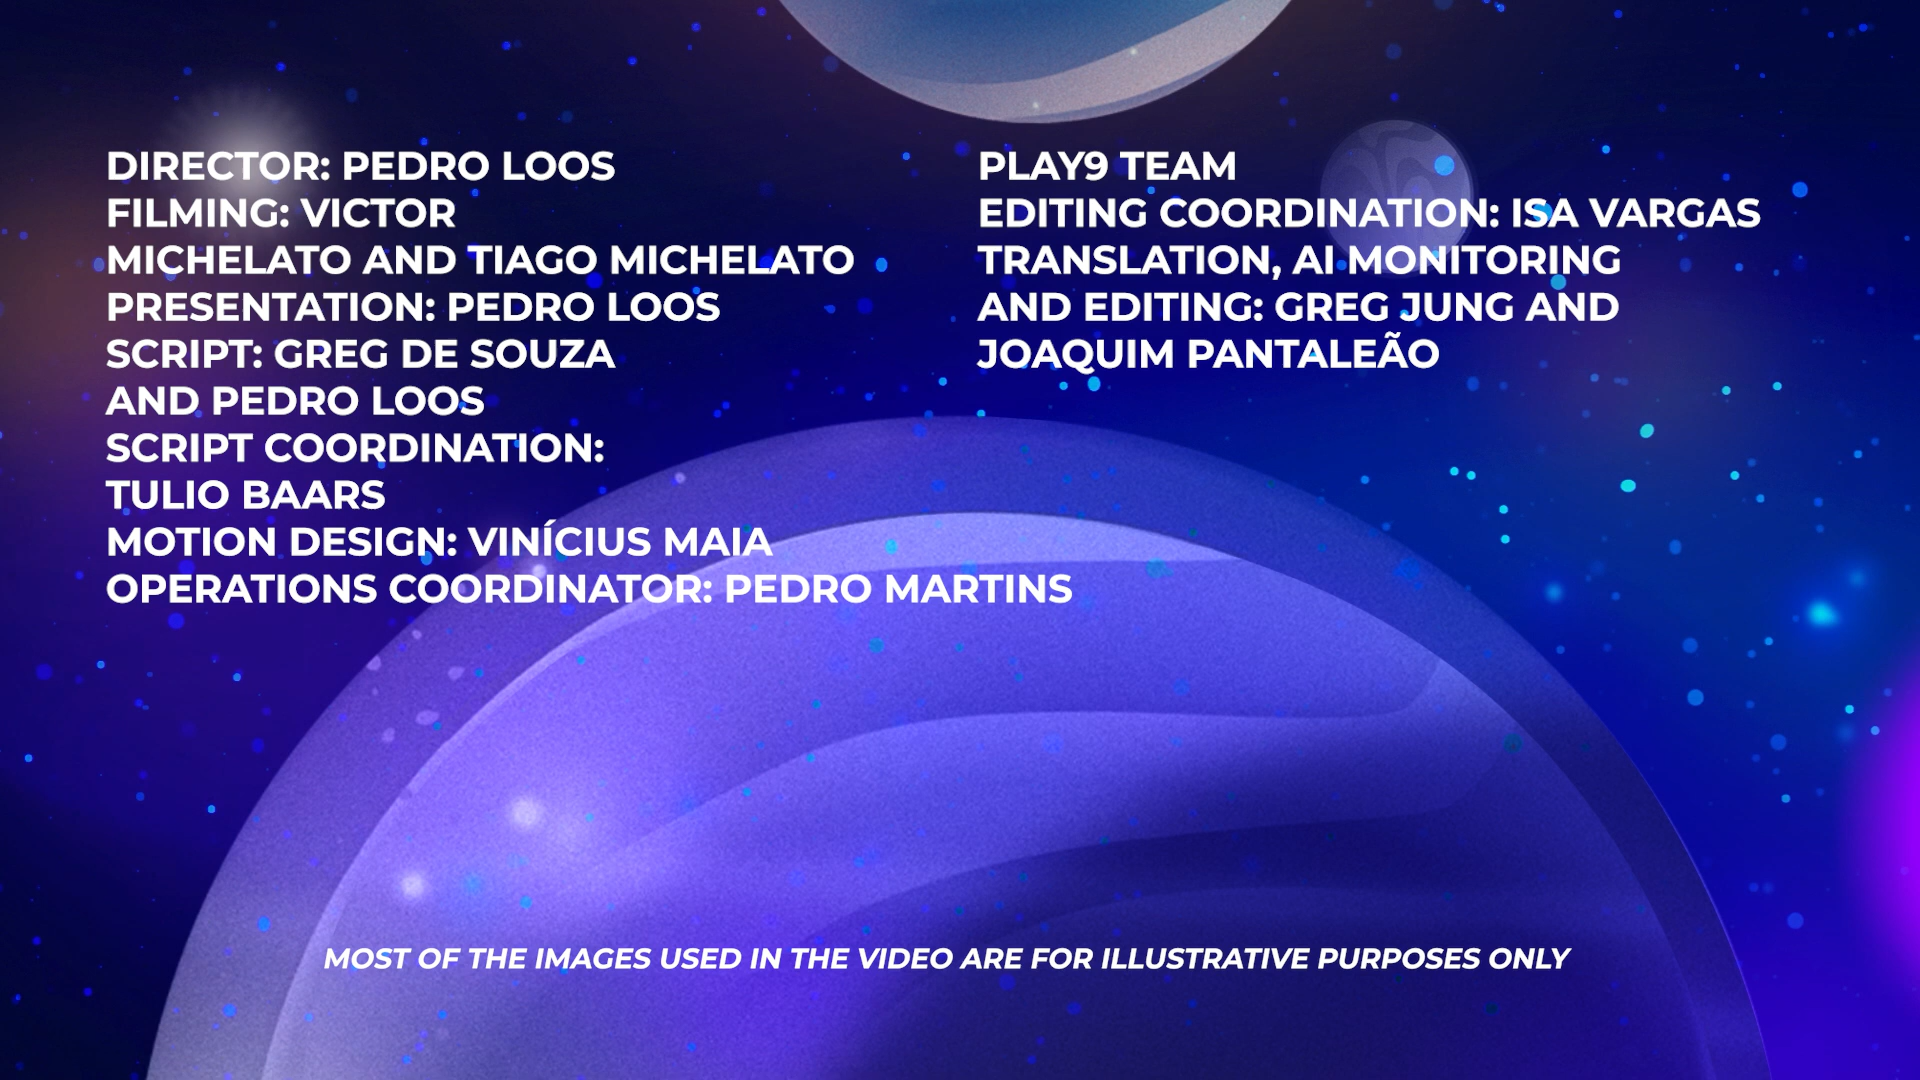 DIRECTOR: PEDRO LOOS
FILMING: VICTOR
MICHELATO AND TIAGO MICHELATO
PRESENTATION: PEDRO LOOS
SCRIPT: GREG DE SOUZA
AND PEDRO LOOS
SCRIPT COORDINATION:
TULIO BAARS
MOTION DESIGN: VINÍCIUS MAIA
OPERATIONS COORDINATOR: PEDRO MARTINS
PLAY9 TEAM
EDITING COORDINATION: ISA VARGAS
TRANSLATION, AI MONITORING
AND EDITING: GREG JUNG AND
JOAQUIM PANTALEÃO
MOST OF THE IMAGES USED IN THE VIDEO ARE FOR ILLUSTRATIVE PURPOSES ONLY